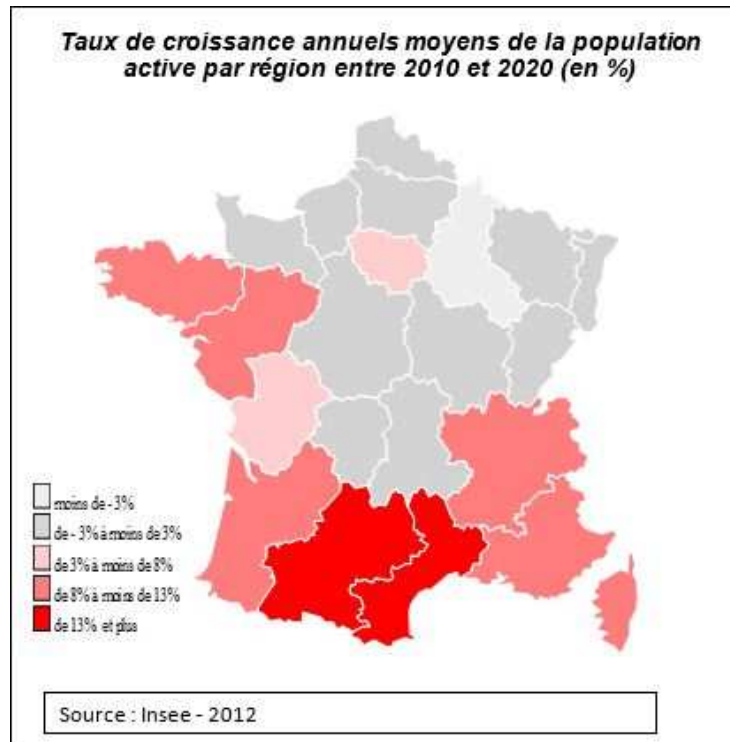 Taux de croissance annuels moyens de la population
active par région entre 2010 et 2020 (en %)
moins de - 3%
de - 3% à moins de 3%
de 3% à moins de 8%
de 8% à moins de 13%
de 13% et plus
Source : Insee - 2012